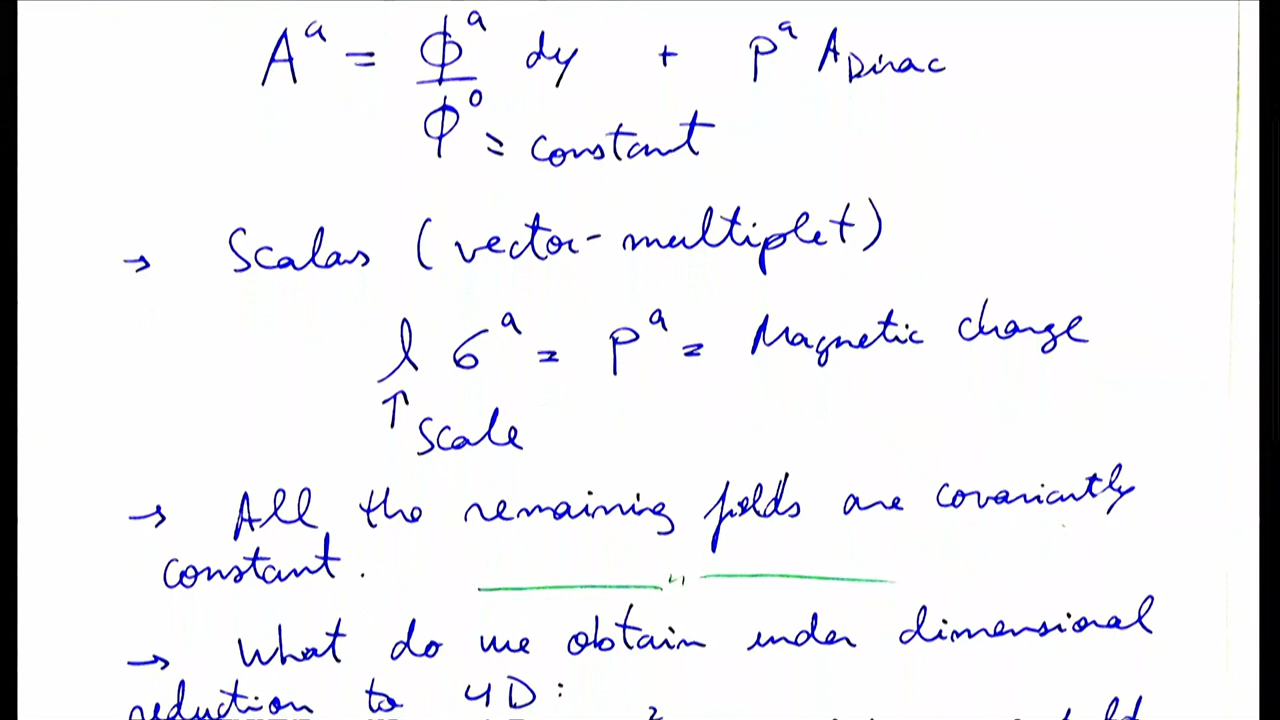 A^a = ϕ^a/ϕ^0 dy + p^a A_Dirac
= constant
→ Scalars (vector-multiplet)
l σ^a = p^a = Magnetic charge
↑ scale
→ All the remaining fields are covariantly
constant.
→ What do we obtain under dimensional
reduction to 4D: